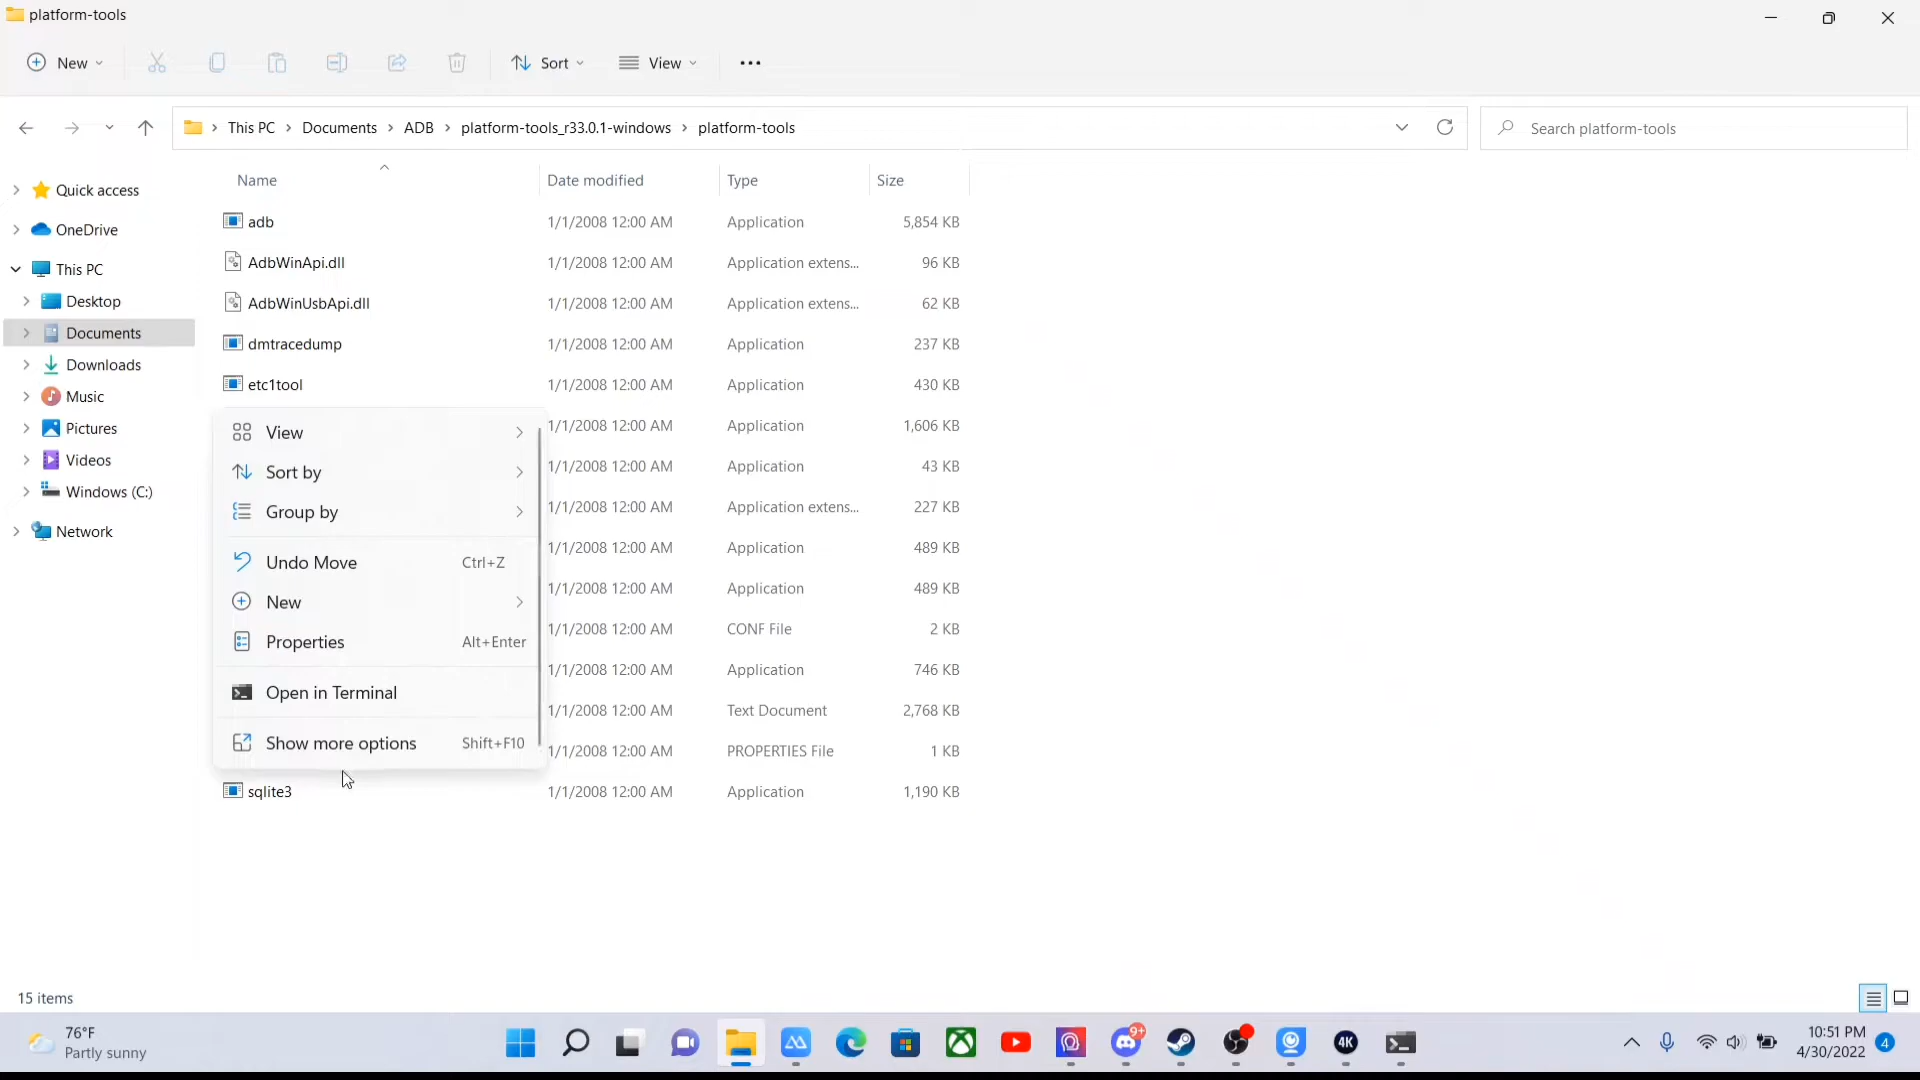 platform-tools
New
Sort
View
This PC
Documents
ADB
platform-tools_r33.0.1-windows
platform-tools
Search platform-tools
Quick access
OneDrive
This PC
Desktop
Documents
Downloads
Music
Pictures
Videos
Windows (C:)
Network
Name Date modified Type Size
adb 1/1/2008 12:00 AM Application 5,854 KB
AdbWinApi.dll 1/1/2008 12:00 AM Application extens... 96 KB
AdbWinUsbApi.dll 1/1/2008 12:00 AM Application extens... 62 KB
dmtracedump 1/1/2008 12:00 AM Application 237 KB
etc1tool 1/1/2008 12:00 AM Application 430 KB
1/1/2008 12:00 AM Application 1,606 KB
1/1/2008 12:00 AM Application 43 KB
1/1/2008 12:00 AM Application extens... 227 KB
1/1/2008 12:00 AM Application 489 KB
1/1/2008 12:00 AM Application 489 KB
1/1/2008 12:00 AM CONF File 2 KB
1/1/2008 12:00 AM Application 746 KB
1/1/2008 12:00 AM Text Document 2,768 KB
1/1/2008 12:00 AM PROPERTIES File 1 KB
sqlite3 1/1/2008 12:00 AM Application 1,190 KB
View
Sort by
Group by
Undo Move Ctrl+Z
New
Properties Alt+Enter
Open in Terminal
Show more options Shift+F10
15 items
76°F
Partly sunny
9+
4K
10:51 PM
4/30/2022
4